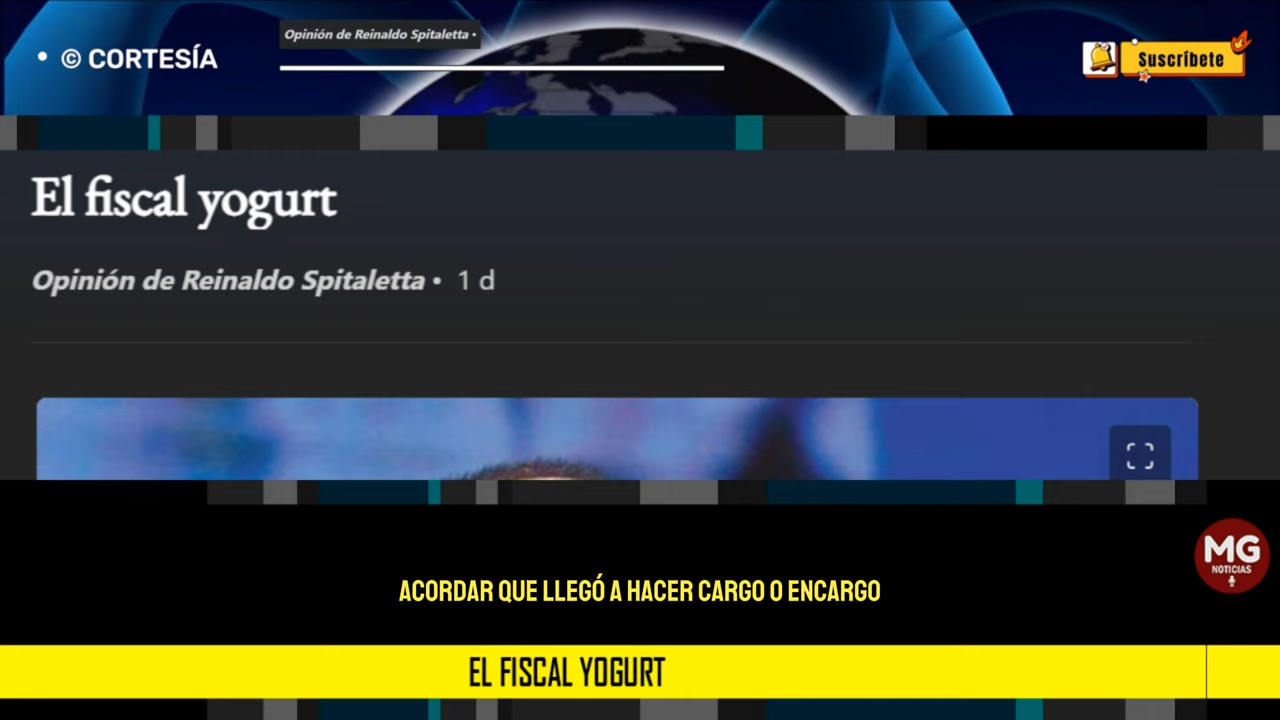 Opinión de Reinaldo Spitaletta •
• © CORTESÍA
Suscríbete
El fiscal yogurt
Opinión de Reinaldo Spitaletta • 1 d
MG
NOTICIAS
ACORDAR QUE LLEGÓ A HACER CARGO O ENCARGO
EL FISCAL YOGURT